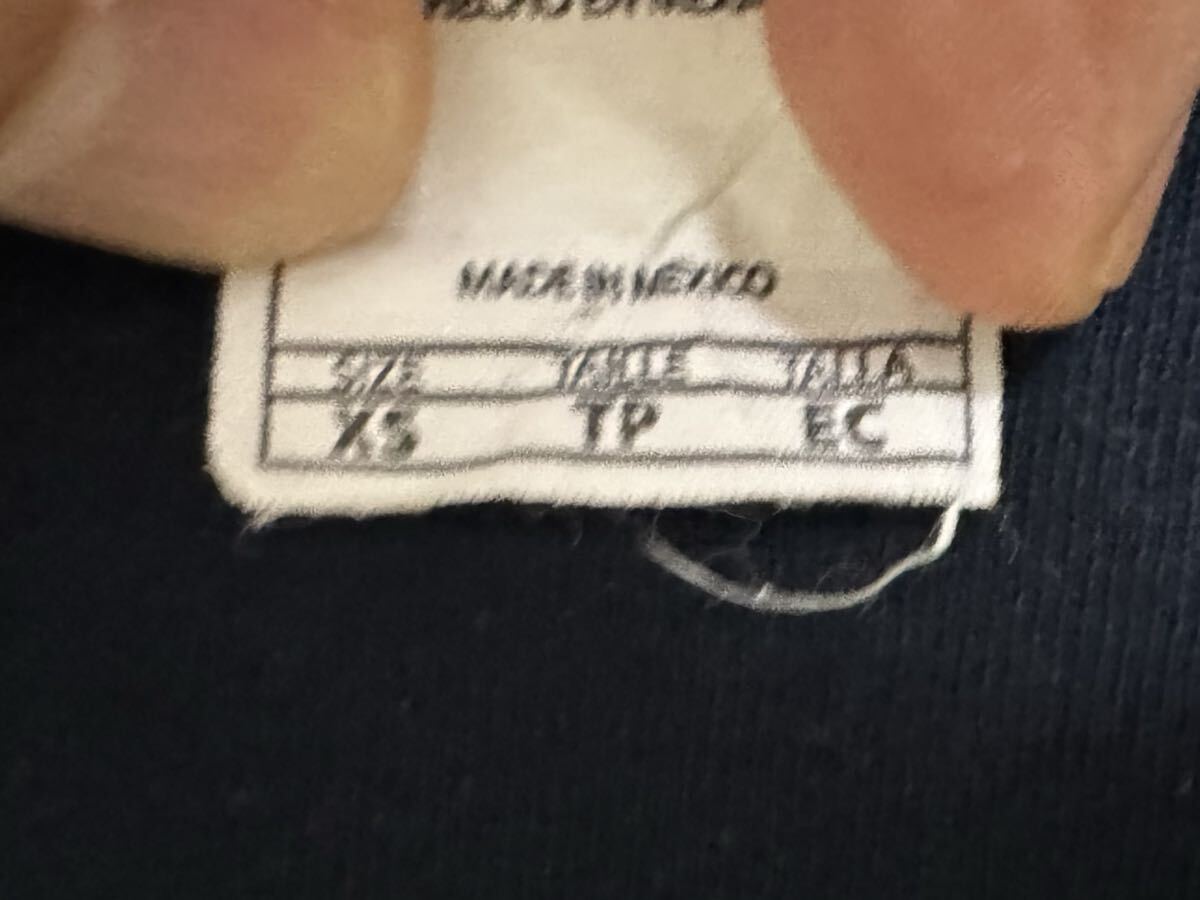 MADE IN MEXICO
SIZE TAILLE TALLA
XS TP EC